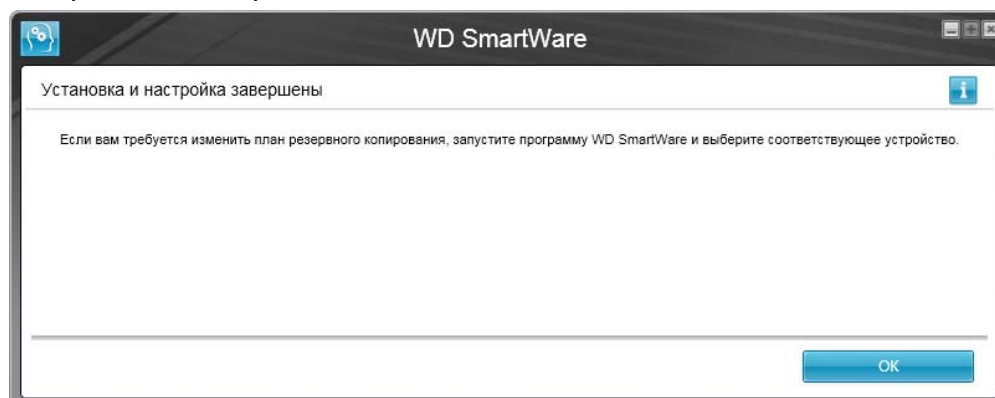 WD SmartWare
Установка и настройка завершены
Если вам требуется изменить план резервного копирования, запустите программу WD SmartWare и выберите соответствующее устройство.
OK